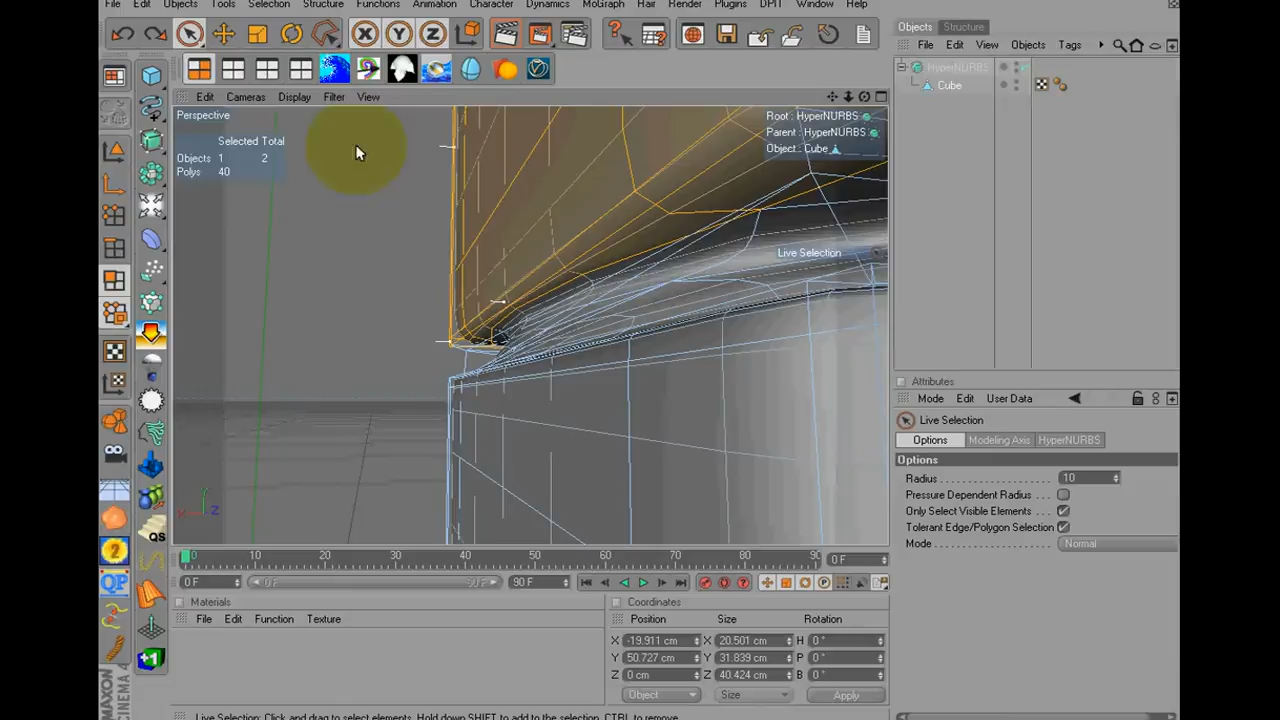 File Edit Objects Tools Selection Structure Functions Animation Character Dynamics MoGraph Hair Render Plugins DPIT Window Help
Objects Structure
File Edit View Objects Tags
HyperNURBS
Cube
Edit Cameras Display Filter View
Perspective
Selected Total
Objects 1 2
Polys 40
Root : HyperNURBS
Parent : HyperNURBS
Object : Cube
Live Selection
Attributes
Mode Edit User Data
Live Selection
Options Modeling Axis HyperNURBS
Options
Radius 10
Pressure Dependent Radius
Only Select Visible Elements
Tolerant Edge/Polygon Selection
Mode Normal
0 10 20 30 40 50 60 70 80 90 0 F
0 F 0 F 90 F 90 F
Materials
File Edit Function Texture
Coordinates
Position Size Rotation
X -19.911 cm X 20.501 cm H 0 °
Y 50.727 cm Y 31.839 cm P 0 °
Z 0 cm Z 40.424 cm B 0 °
Object Size Apply
QS
2
QP
+1
MAXON
CINEMA 4
Live Selection: Click and drag to select elements. Hold down SHIFT to add to the selection, CTRL to remove.